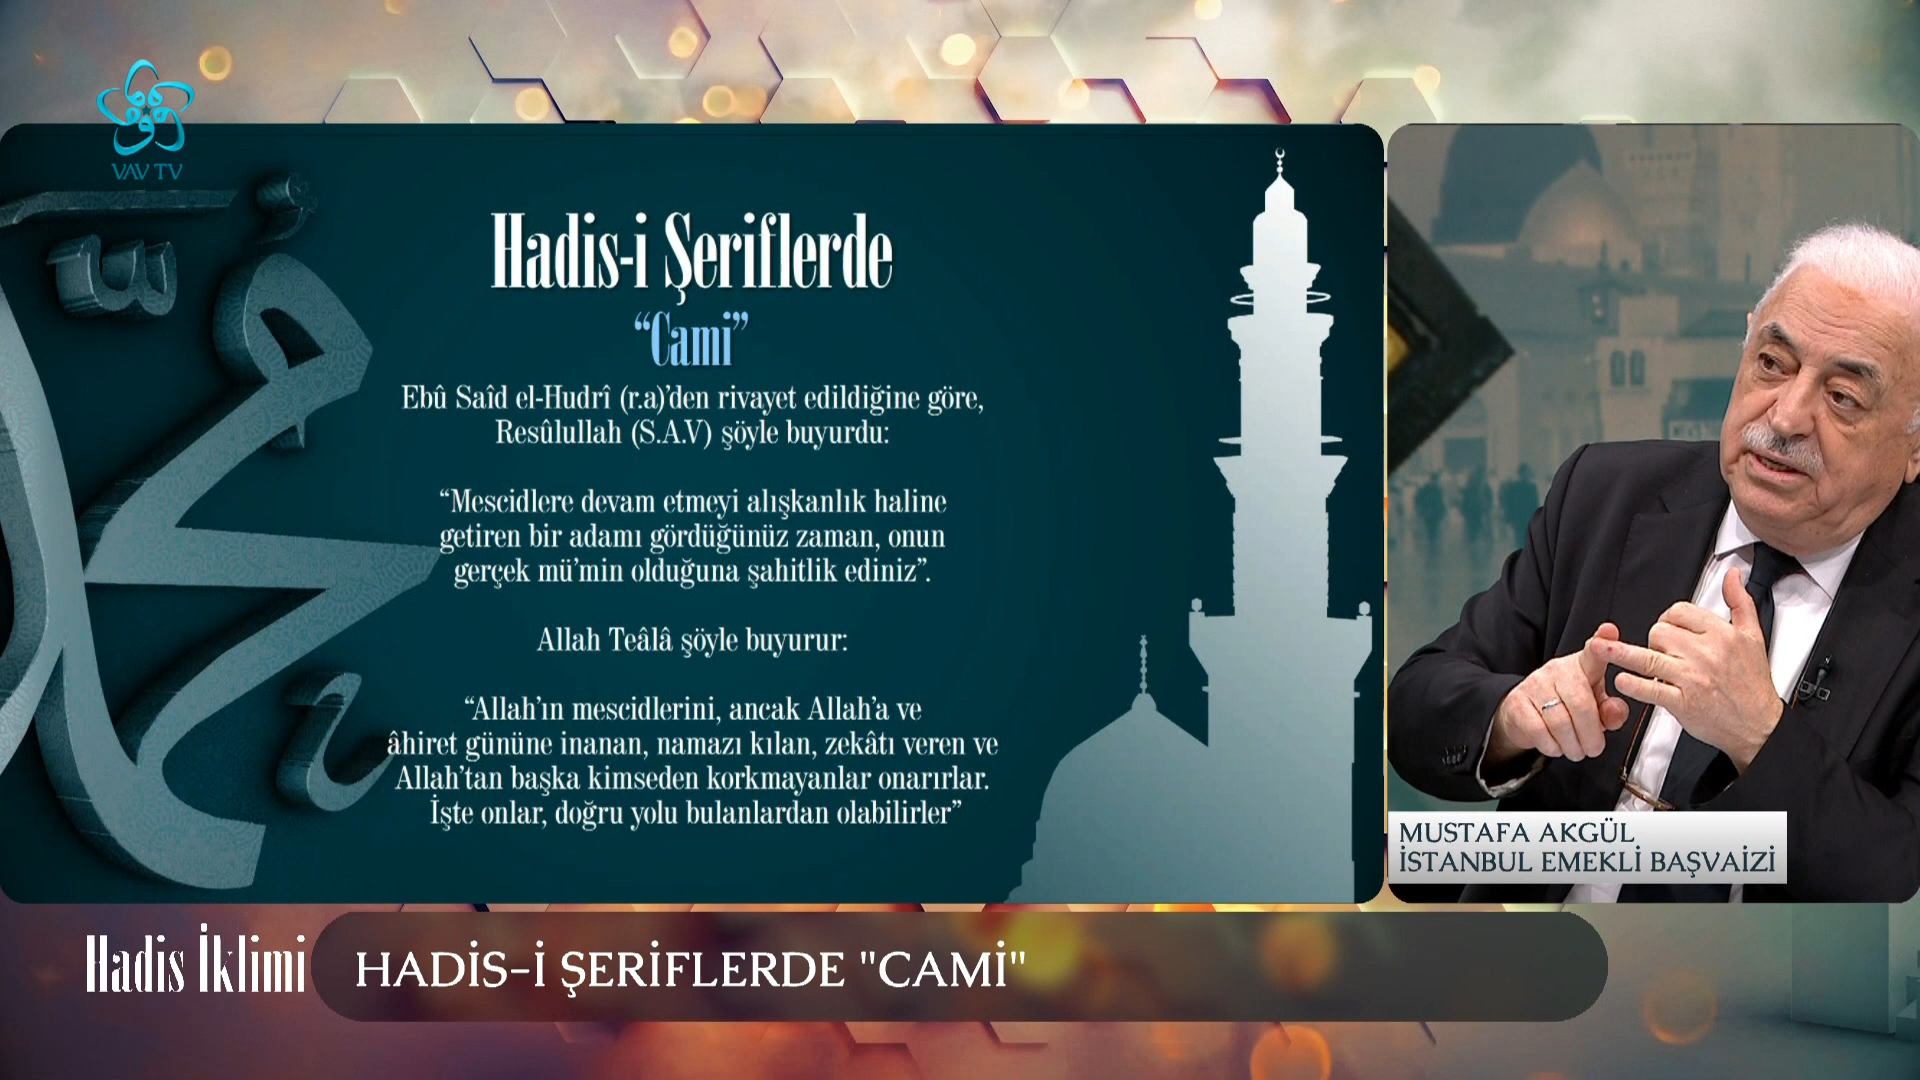 VAV TV
Hadis-i Şeriflerde
“Cami”
Ebû Saîd el-Hudrî (r.a)’den rivayet edildiğine göre,
Resûlullah (S.A.V) şöyle buyurdu:
“Mescidlere devam etmeyi alışkanlık haline
getiren bir adamı gördüğünüz zaman, onun
gerçek mü’min olduğuna şahitlik ediniz”.
Allah Teâlâ şöyle buyurur:
“Allah’ın mescidlerini, ancak Allah’a ve
âhiret gününe inanan, namazı kılan, zekâtı veren ve
Allah’tan başka kimseden korkmayanlar onarırlar.
İşte onlar, doğru yolu bulanlardan olabilirler”
MUSTAFA AKGÜL
İSTANBUL EMEKLİ BAŞVAİZİ
Hadis İklimi
HADİS-İ ŞERİFLERDE "CAMİ"